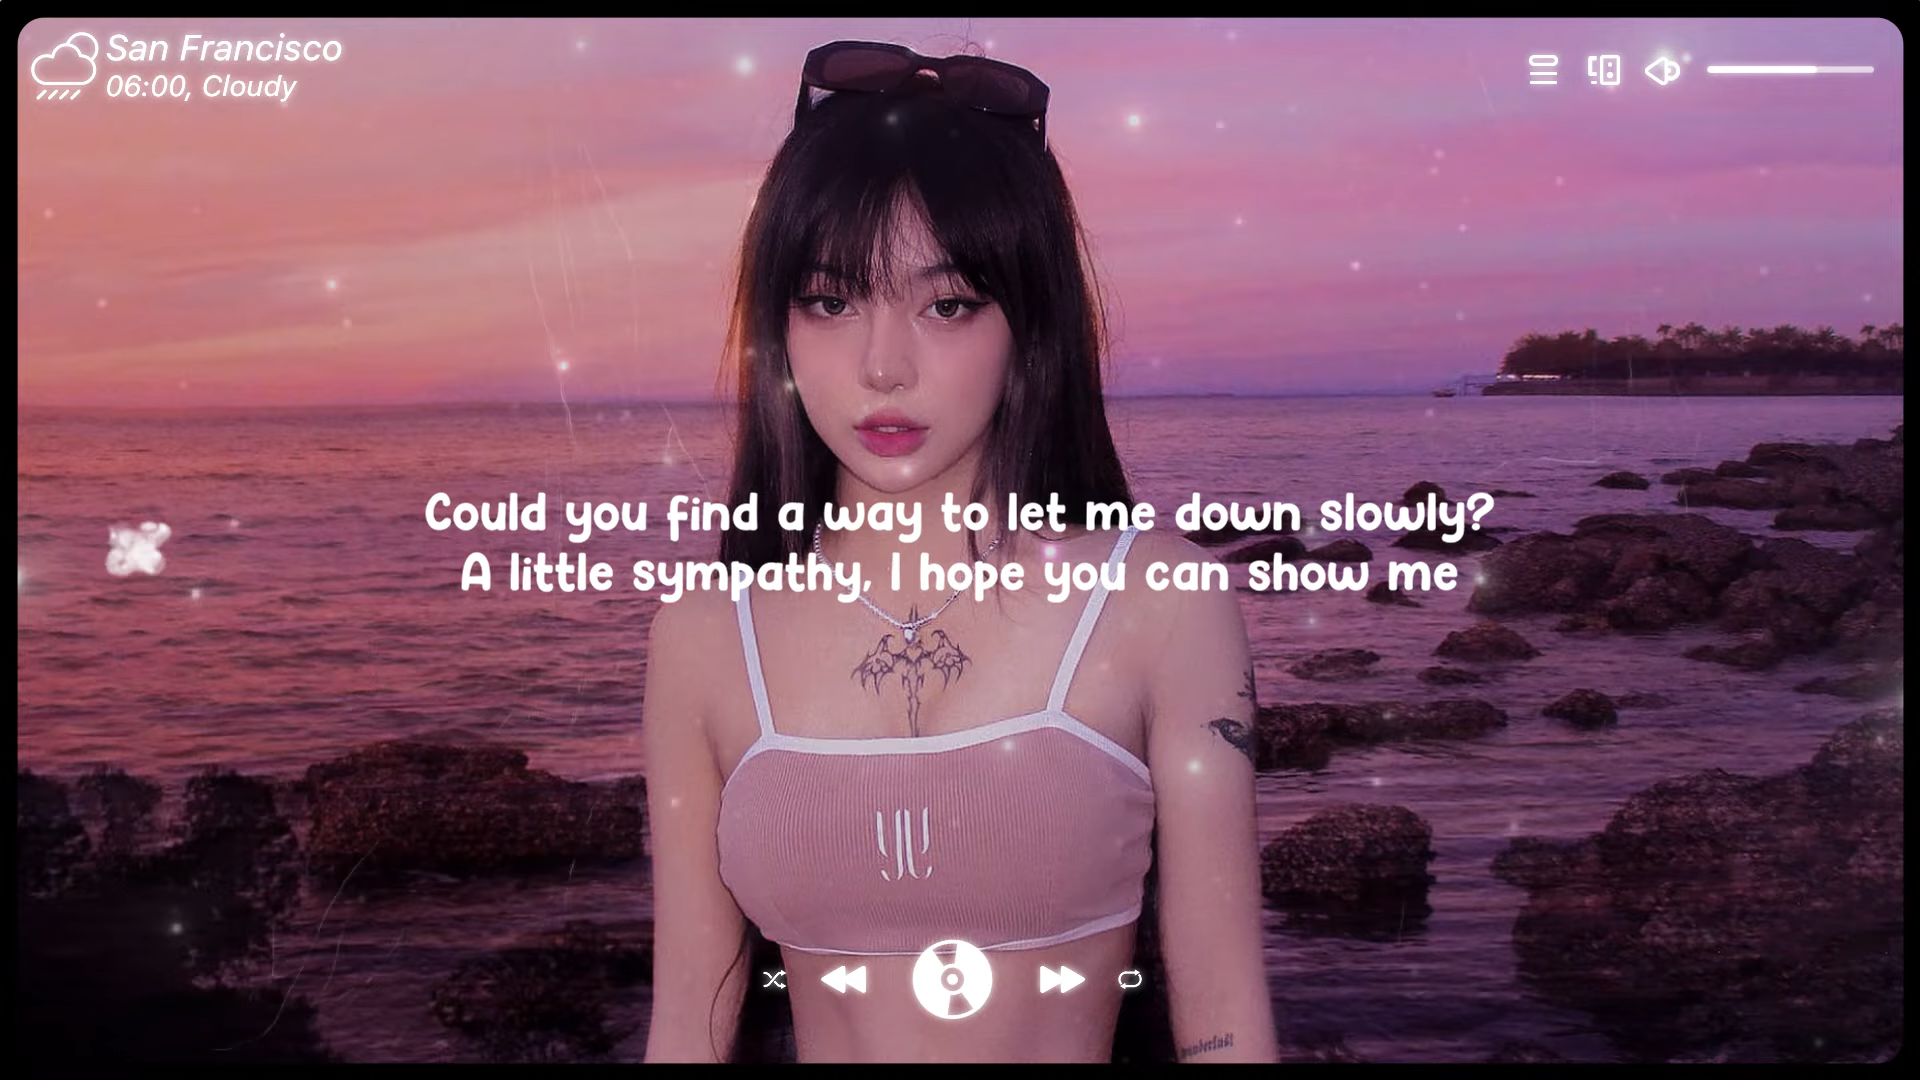 San Francisco
06:00, Cloudy
Could you find a way to let me down slowly?
A little sympathy, I hope you can show me
wanderlust